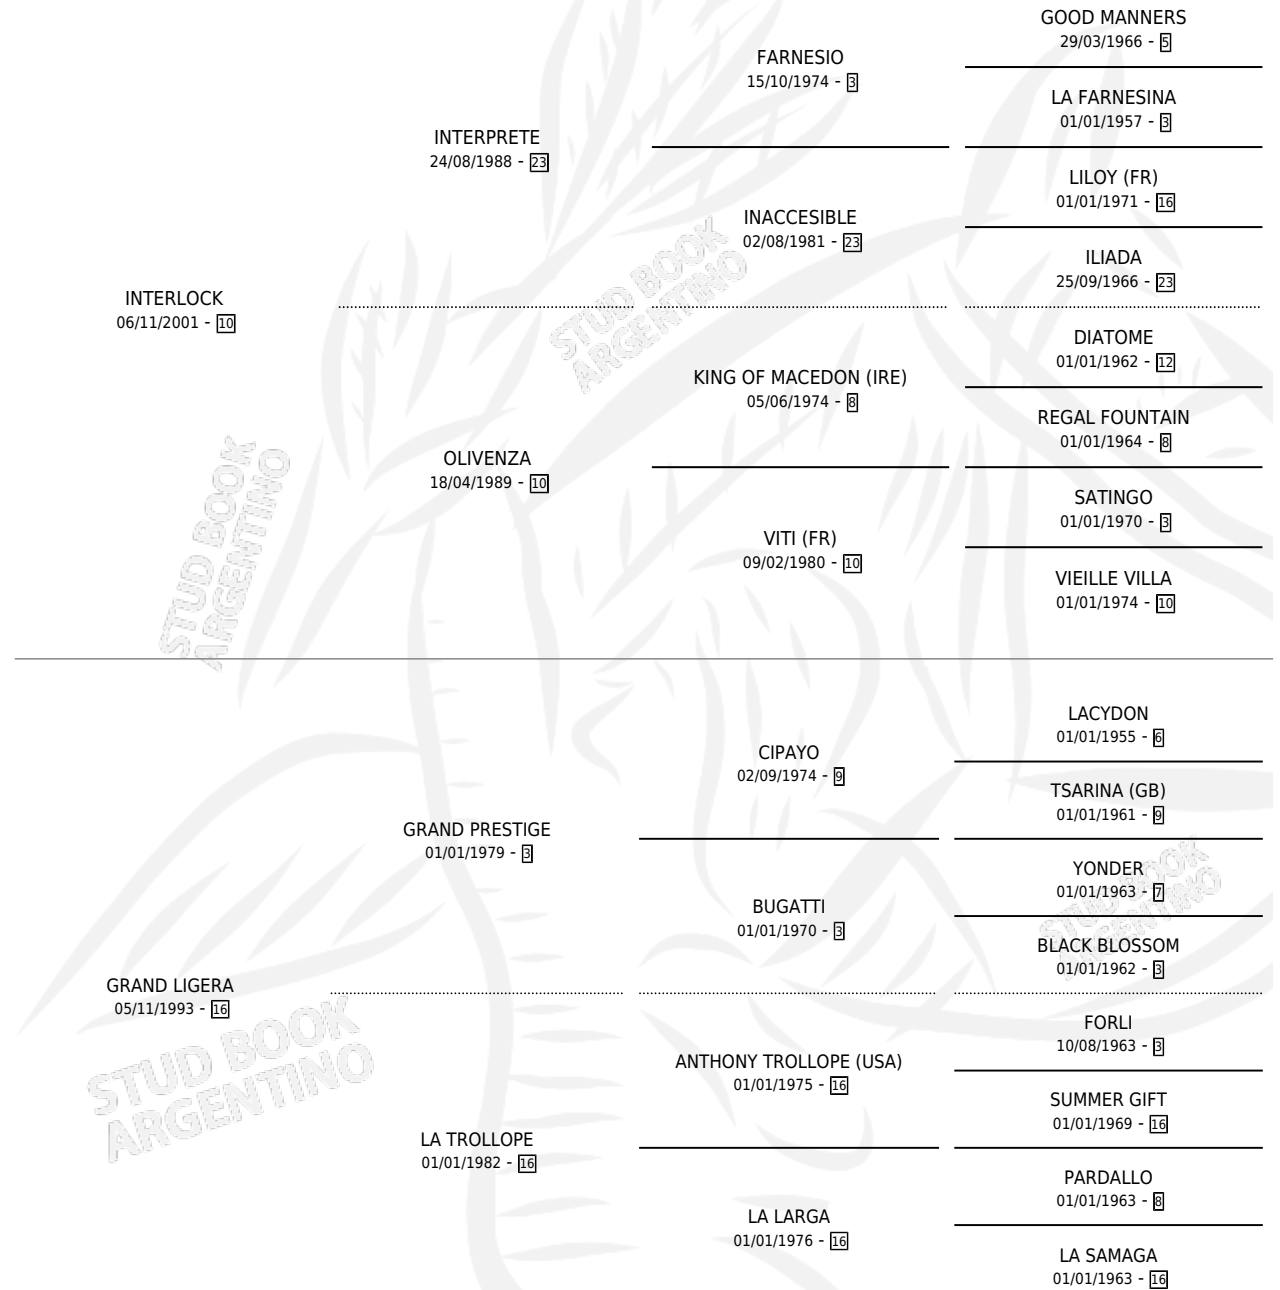 GOOD MANNERS
29/03/1966 - 5
FARNESIO
15/10/1974 - 3
LA FARNESINA
01/01/1957 - 3
INTERPRETE
24/08/1988 - 23
LILOY (FR)
01/01/1971 - 16
INACCESIBLE
02/08/1981 - 23
ILIADA
25/09/1966 - 23
INTERLOCK
06/11/2001 - 10
STUD BOOK
ARGENTINO
DIATOME
01/01/1962 - 12
KING OF MACEDON (IRE)
05/06/1974 - 8
REGAL FOUNTAIN
01/01/1964 - 8
OLIVENZA
18/04/1989 - 10
SATINGO
01/01/1970 - 3
VITI (FR)
09/02/1980 - 10
VIEILLE VILLA
01/01/1974 - 10
STUD BOOK
ARGENTINO
LACYDON
01/01/1955 - 6
CIPAYO
02/09/1974 - 9
TSARINA (GB)
01/01/1961 - 9
GRAND PRESTIGE
01/01/1979 - 3
YONDER
01/01/1963 - 7
BUGATTI
01/01/1970 - 3
STUD BOOK
ARGENTINO
BLACK BLOSSOM
01/01/1962 - 3
GRAND LIGERA
05/11/1993 - 16
STUD BOOK
ARGENTINO
FORLI
10/08/1963 - 3
ANTHONY TROLLOPE (USA)
01/01/1975 - 16
SUMMER GIFT
01/01/1969 - 16
LA TROLLOPE
01/01/1982 - 16
PARDALLO
01/01/1963 - 8
LA LARGA
01/01/1976 - 16
LA SAMAGA
01/01/1963 - 16